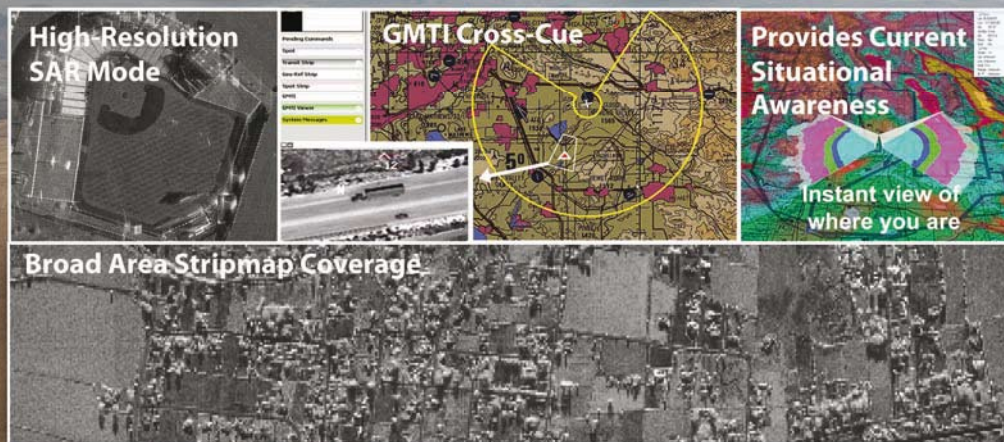 High-Resolution
SAR Mode
Pending Commands
Spot
Transit Strip
Geo Ref Strip
Spot Strip
GMTI
GMTI Viewer
System Messages
GMTI Cross-Cue
5°
Provides Current
Situational
Awareness
Instant view of
where you are
Broad Area Stripmap Coverage